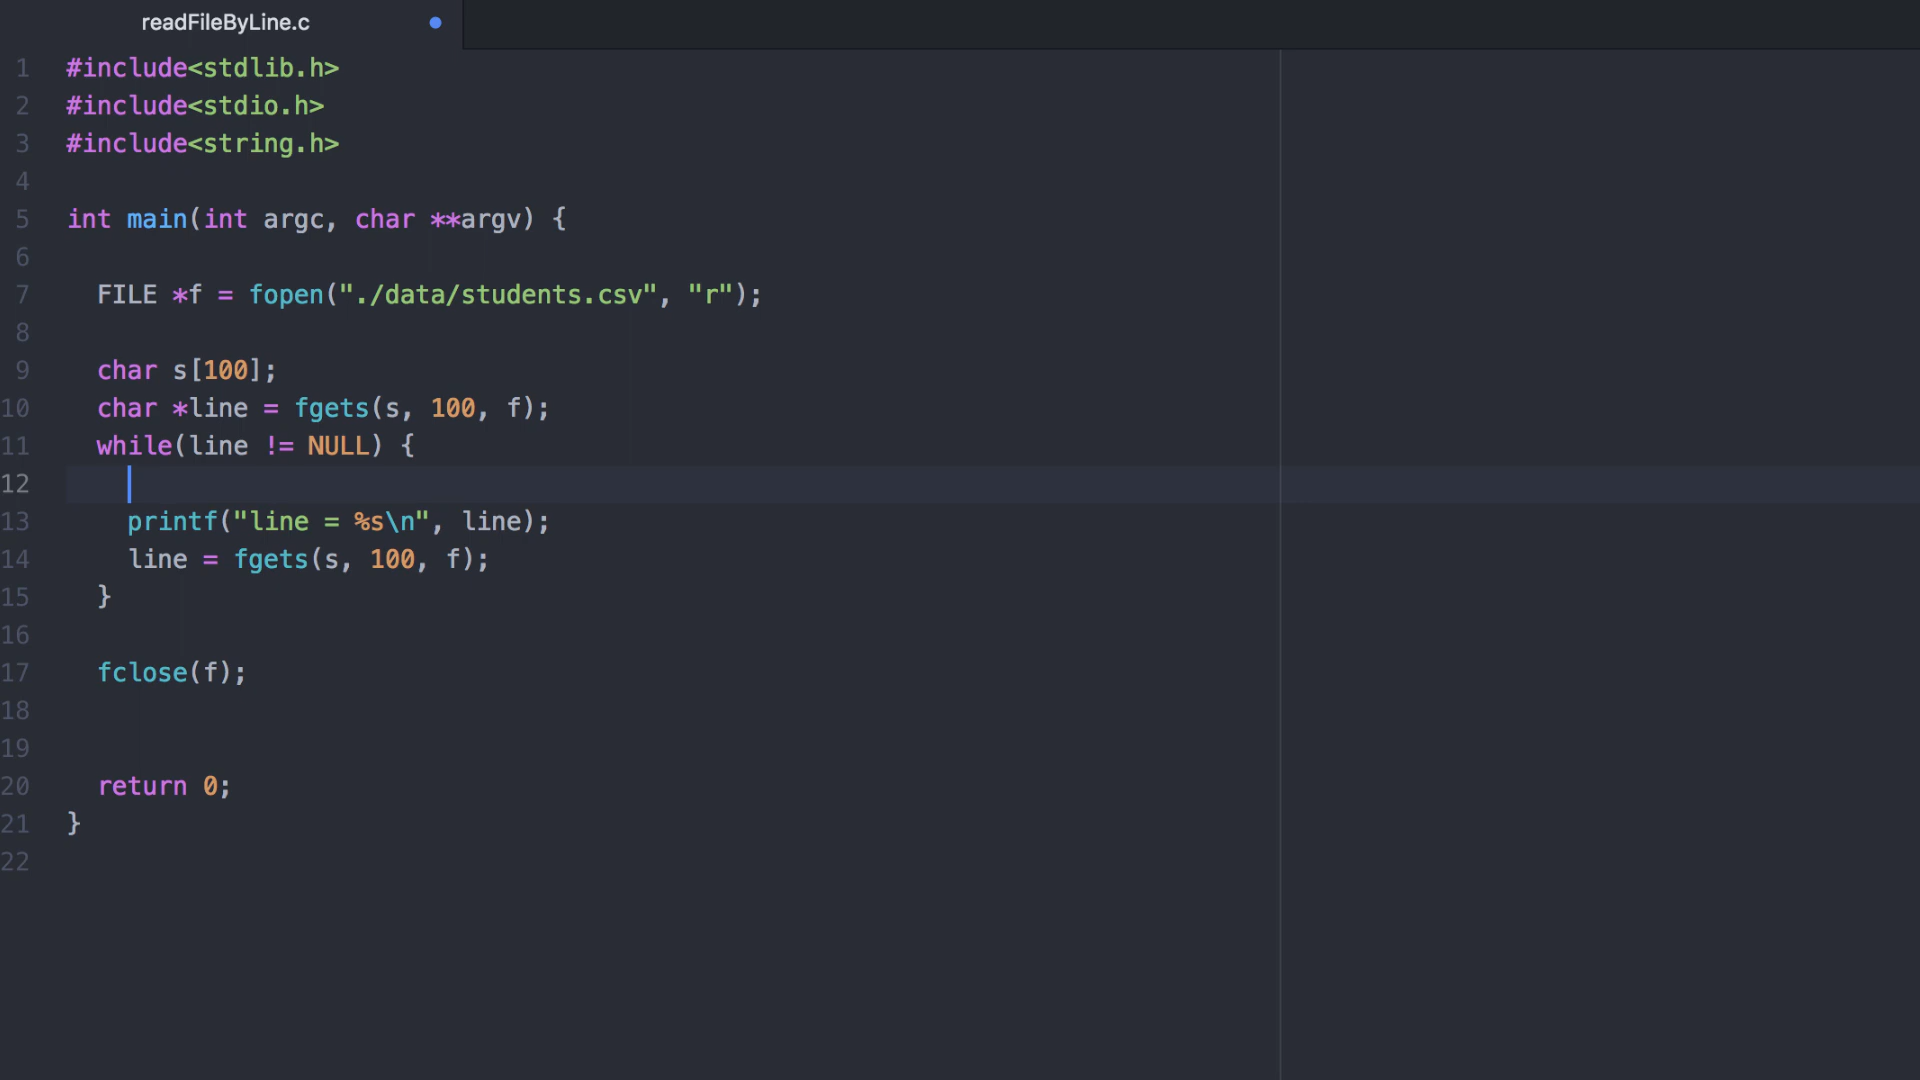 readFileByLine.c
1 #include<stdlib.h>
2 #include<stdio.h>
3 #include<string.h>
4
5 int main(int argc, char **argv) {
6
7   FILE *f = fopen("./data/students.csv", "r");
8
9   char s[100];
10   char *line = fgets(s, 100, f);
11   while(line != NULL) {
12
13     printf("line = %s\n", line);
14     line = fgets(s, 100, f);
15   }
16
17   fclose(f);
18
19
20   return 0;
21 }
22